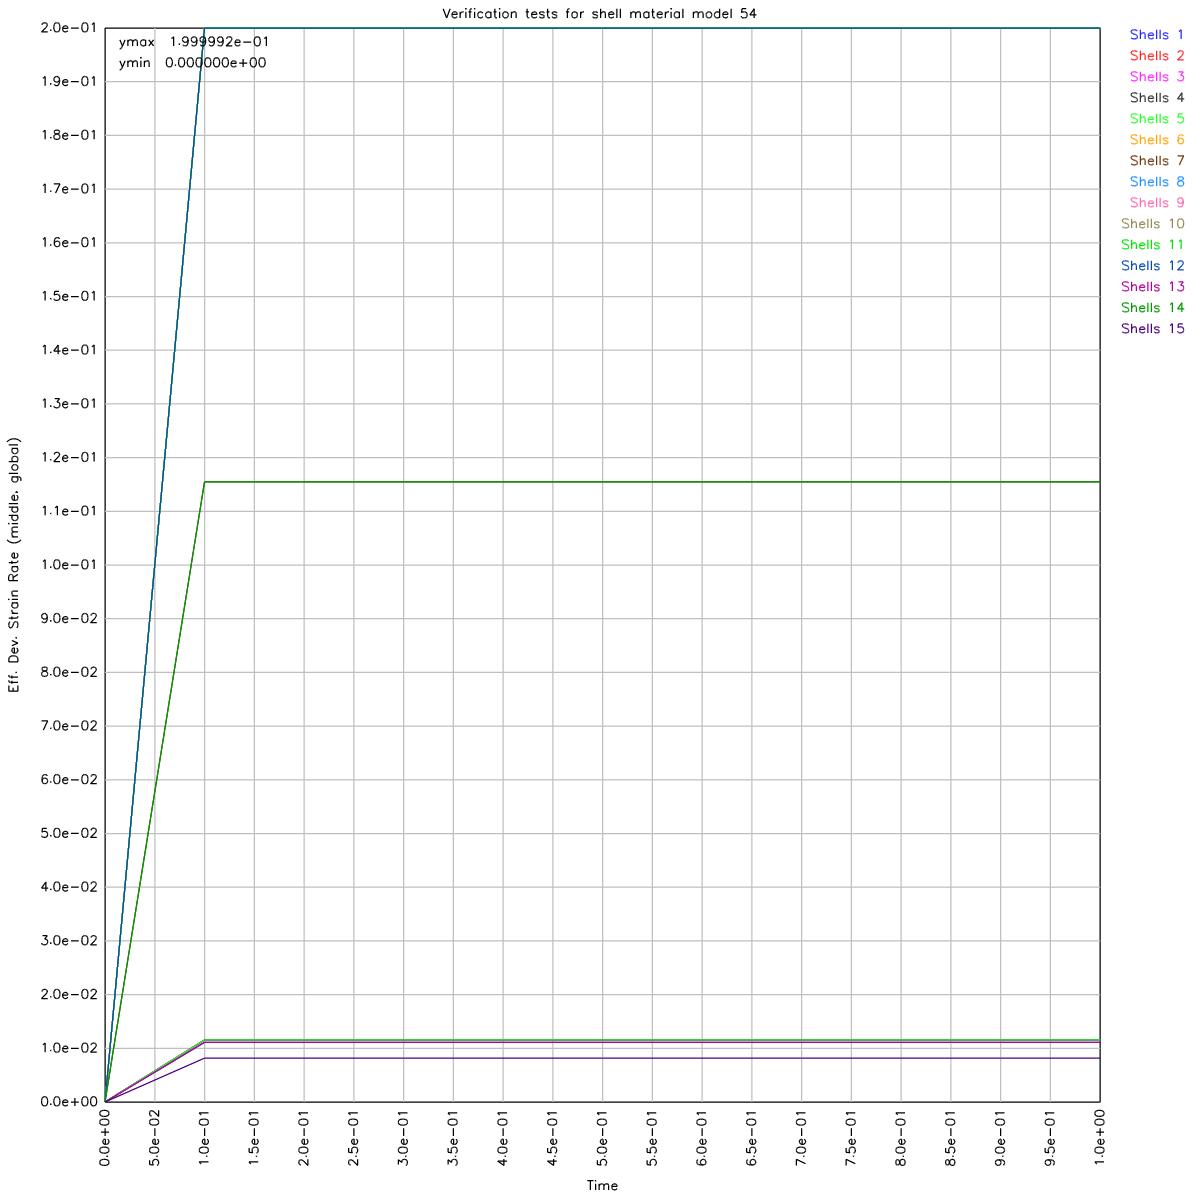 Verification tests for shell material model 54
ymax 1.999992e-01
ymin 0.000000e+00
2.0e-01
1.9e-01
1.8e-01
1.7e-01
1.6e-01
1.5e-01
1.4e-01
1.3e-01
1.2e-01
1.1e-01
1.0e-01
9.0e-02
8.0e-02
7.0e-02
6.0e-02
5.0e-02
4.0e-02
3.0e-02
2.0e-02
1.0e-02
0.0e+00
Eff. Dev. Strain Rate (middle, global)
0.0e+00
5.0e-02
1.0e-01
1.5e-01
2.0e-01
2.5e-01
3.0e-01
3.5e-01
4.0e-01
4.5e-01
5.0e-01
5.5e-01
6.0e-01
6.5e-01
7.0e-01
7.5e-01
8.0e-01
8.5e-01
9.0e-01
9.5e-01
1.0e+00
Time
Shells 1
Shells 2
Shells 3
Shells 4
Shells 5
Shells 6
Shells 7
Shells 8
Shells 9
Shells 10
Shells 11
Shells 12
Shells 13
Shells 14
Shells 15